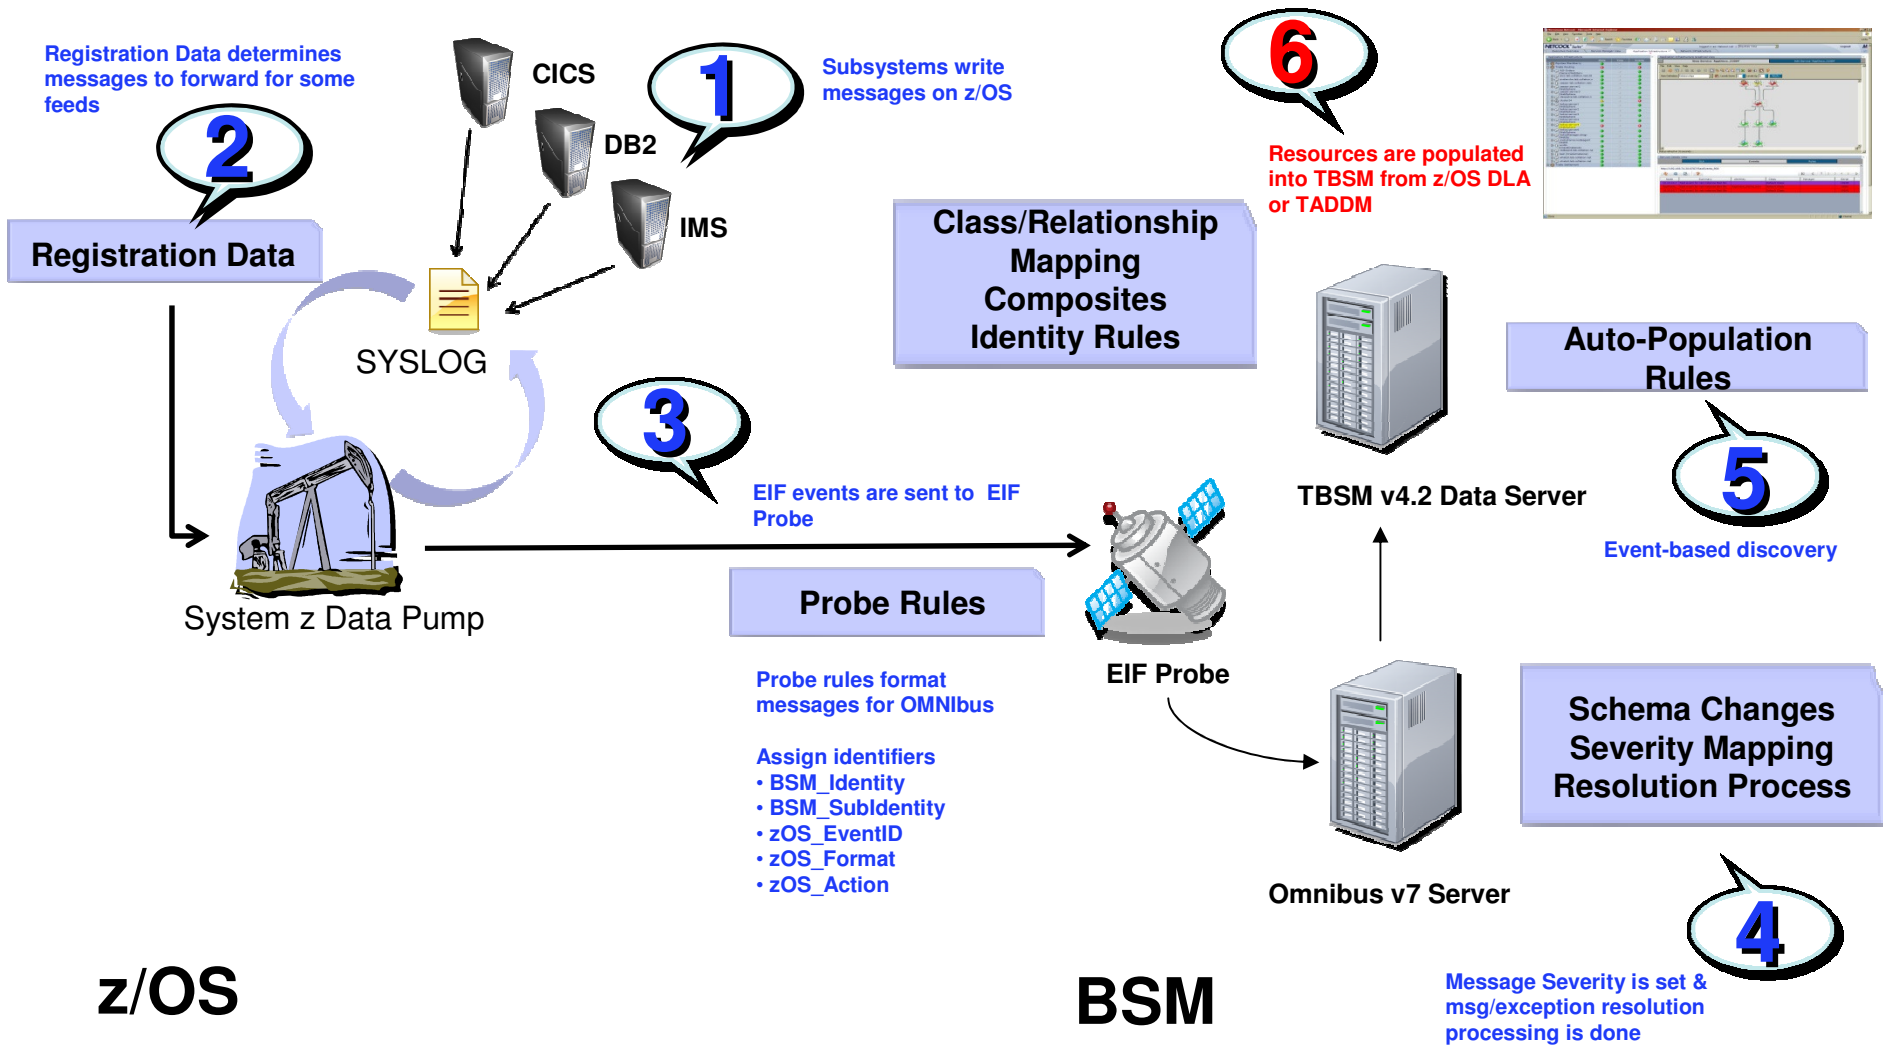 Registration Data determines
messages to forward for some
feeds
2
Registration Data
CICS
DB2
IMS
1
Subsystems write
messages on z/OS
SYSLOG
System z Data Pump
3
EIF events are sent to EIF
Probe
Probe Rules
Probe rules format
messages for OMNIbus
Assign identifiers
• BSM_Identity
• BSM_SubIdentity
• zOS_EventID
• zOS_Format
• zOS_Action
EIF Probe
Class/Relationship
Mapping
Composites
Identity Rules
6
Resources are populated
into TBSM from z/OS DLA
or TADDM
TBSM v4.2 Data Server
Auto-Population
Rules
5
Event-based discovery
Omnibus v7 Server
Schema Changes
Severity Mapping
Resolution Process
4
Message Severity is set &
msg/exception resolution
processing is done
z/OS
BSM